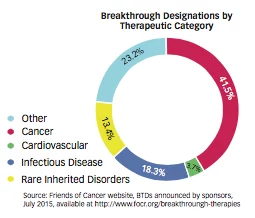 Breakthrough Designations by
Therapeutic Category
23.2%
41.5%
13.4%
3.7%
18.3%
Other
Cancer
Cardiovascular
Infectious Disease
Rare Inherited Disorders
Source: Friends of Cancer website, BTDs announced by sponsors,
July 2015, available at http://www.focr.org/breakthrough-therapies